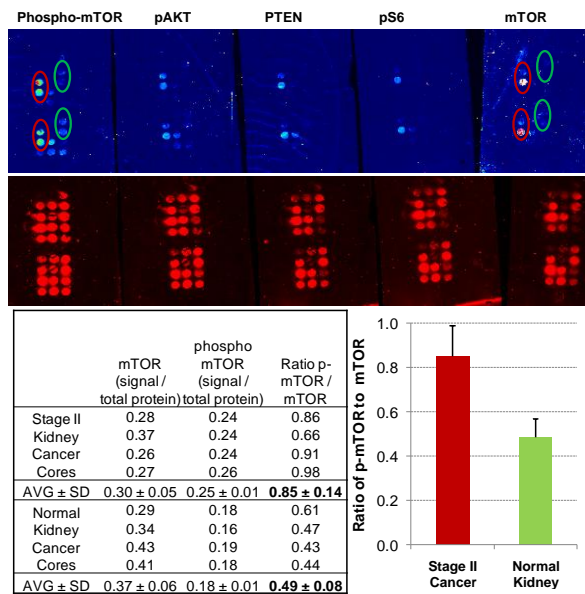 Phospho-mTOR pAKT PTEN pS6 mTOR
mTOR (signal / total protein) phospho mTOR (signal / total protein) Ratio p-mTOR / mTOR
Stage II 0.28 0.24 0.86
Kidney 0.37 0.24 0.66
Cancer 0.26 0.24 0.91
Cores 0.27 0.26 0.98
AVG ± SD 0.30 ± 0.05 0.25 ± 0.01 0.85 ± 0.14
Normal 0.29 0.18 0.61
Kidney 0.34 0.16 0.47
Cancer 0.43 0.19 0.43
Cores 0.41 0.18 0.44
AVG ± SD 0.37 ± 0.06 0.18 ± 0.01 0.49 ± 0.08
Ratio of p-mTOR to mTOR
1.0
0.8
0.6
0.4
0.2
0.0
Stage II Normal
Cancer Kidney